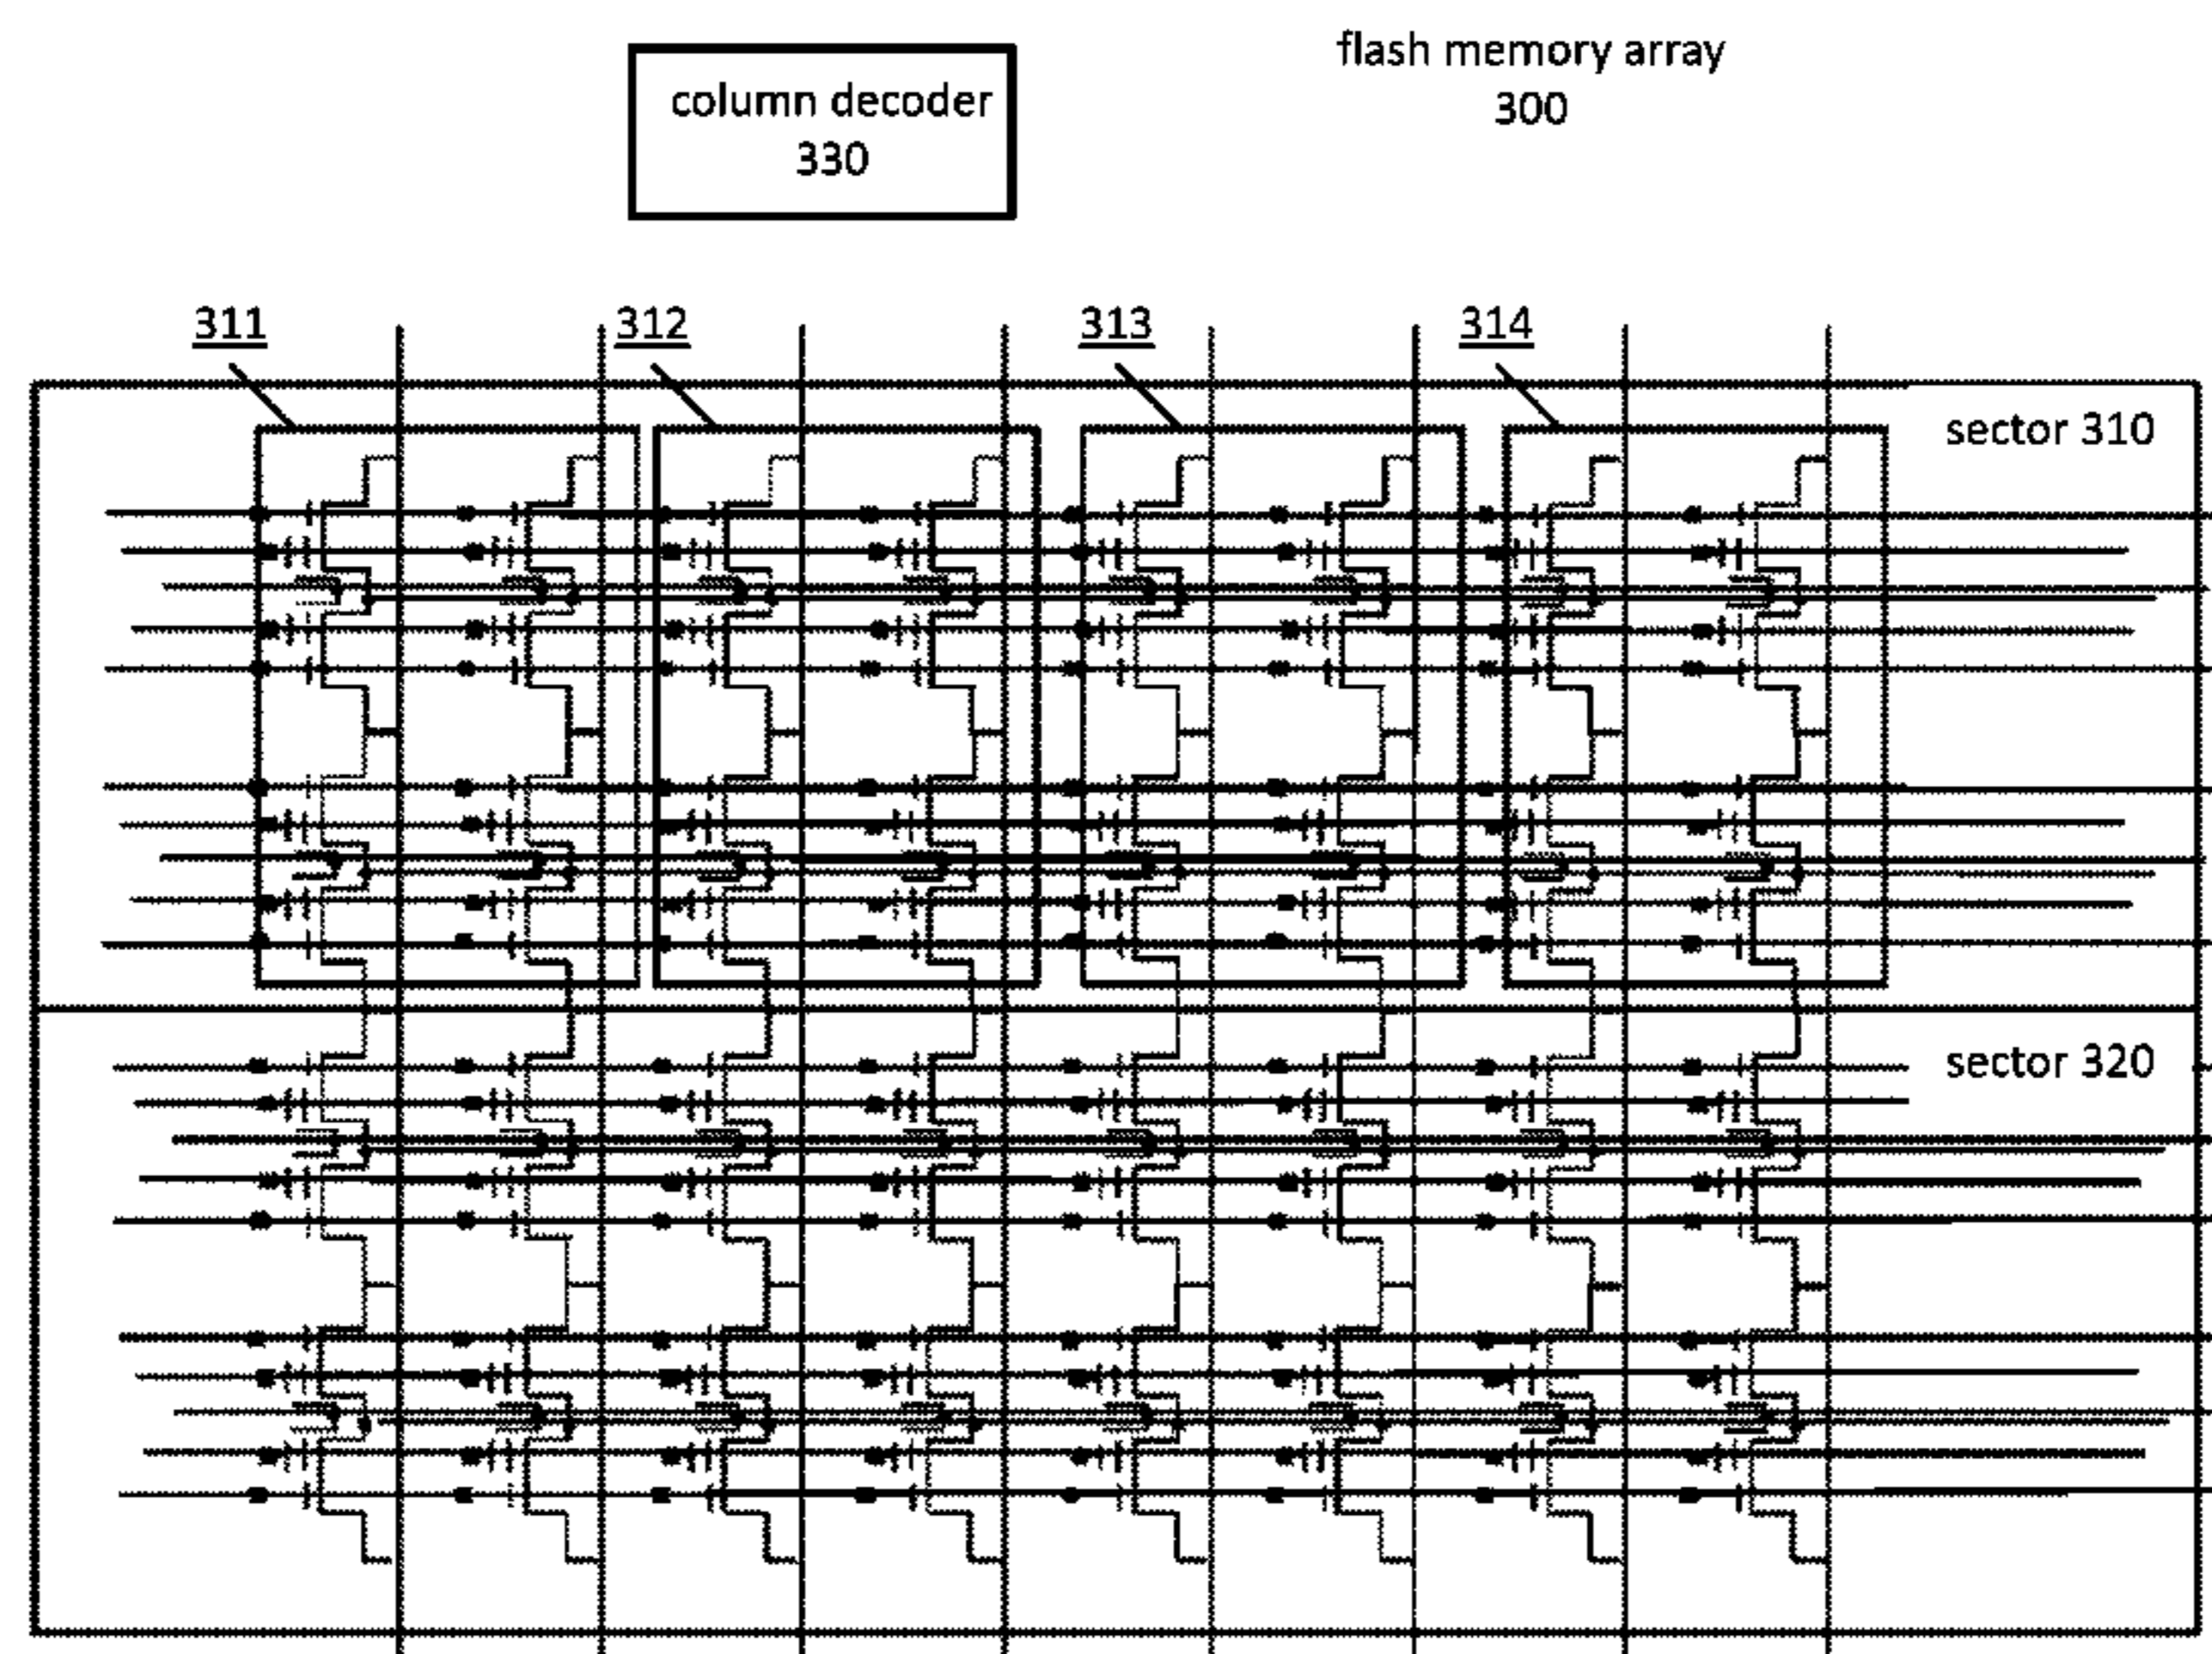 flash memory array
300
column decoder
330
311
312
313
314
sector 310
sector 320